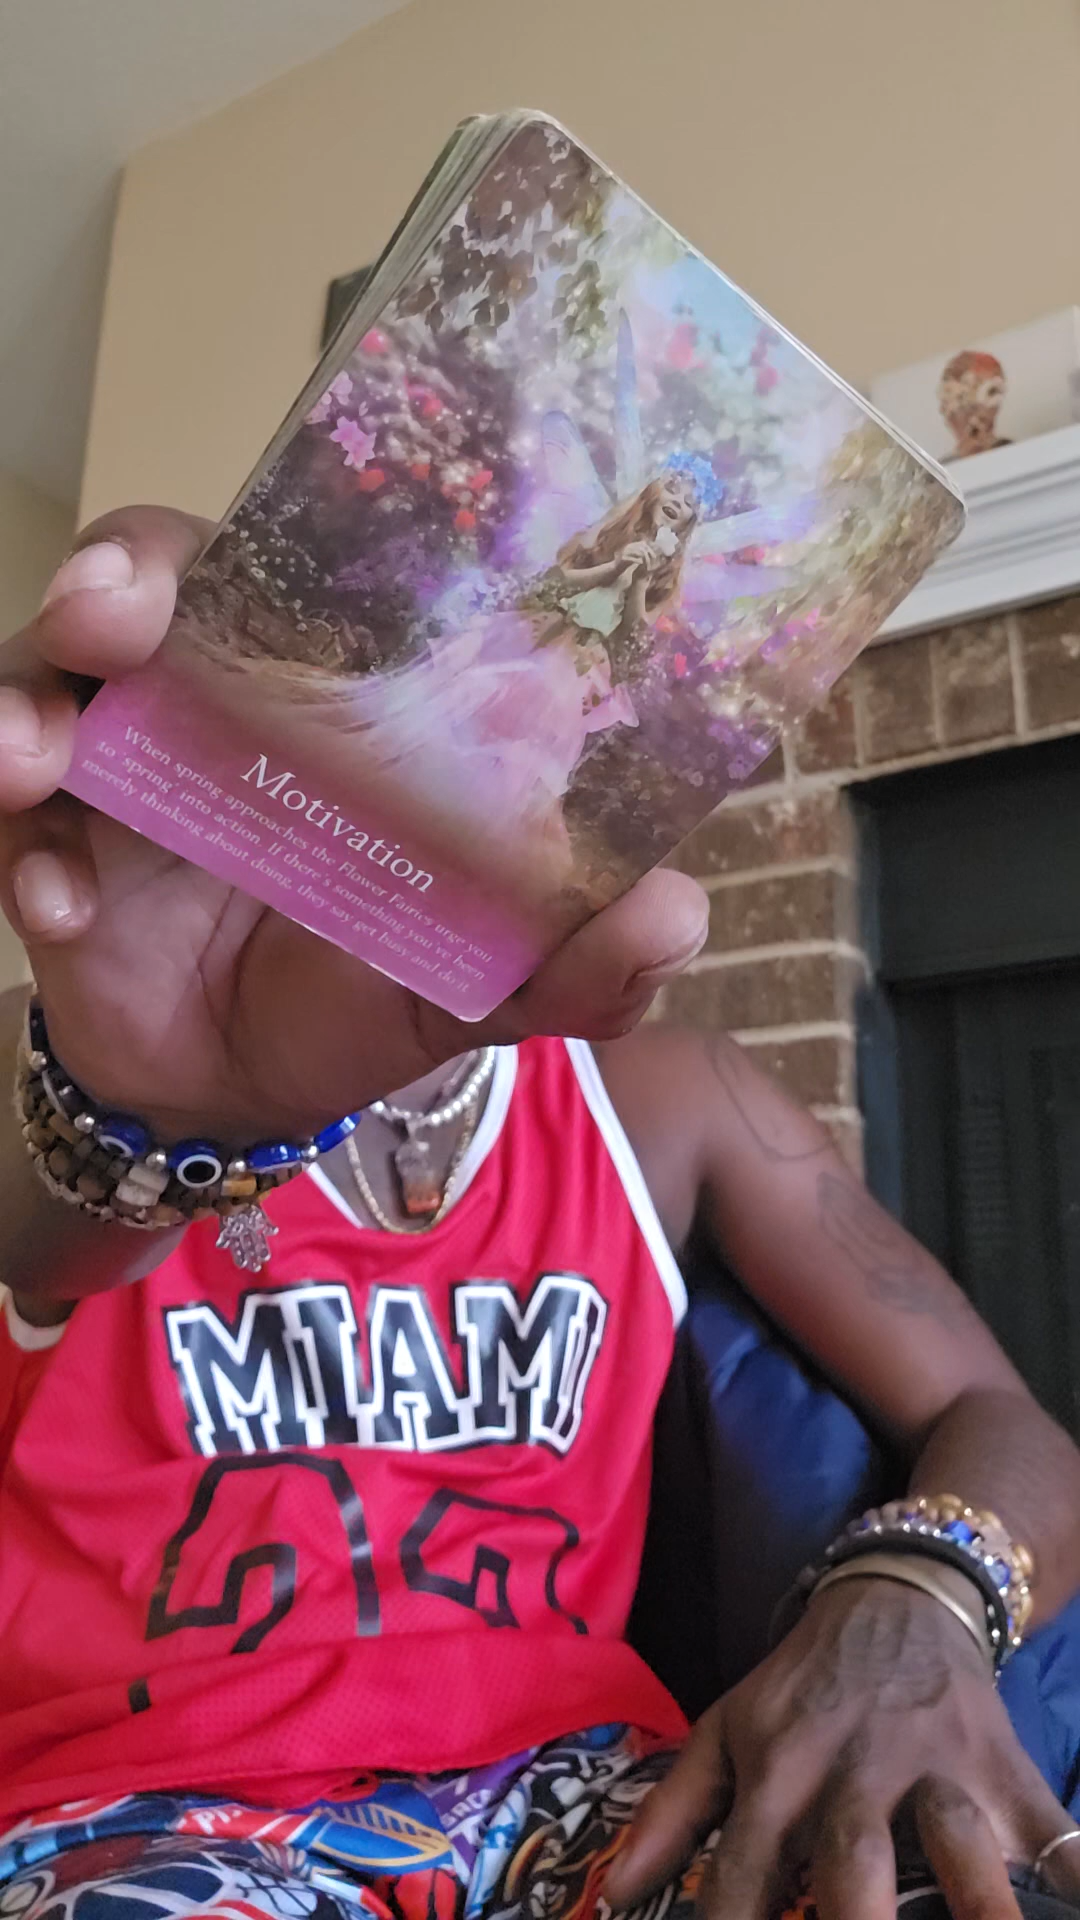 Motivation
When spring approaches the Flower Fairies urge you
to 'spring' into action. If there's something you've been
merely thinking about doing, they say get busy and do it
MIAMI